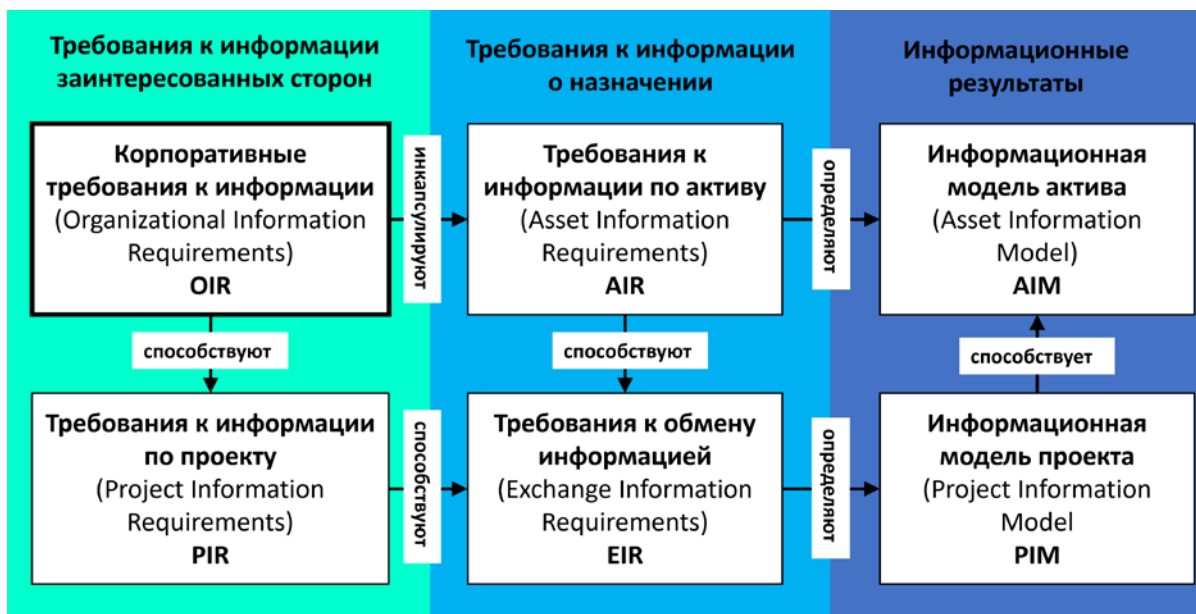 Требования к информации
заинтересованных сторон
Требования к информации
о назначении
Информационные
результаты
Корпоративные
требования к информации
(Organizational Information
Requirements)
OIR
инкапсулируют
Требования к
информации по активу
(Asset Information
Requirements)
AIR
определяют
Информационная
модель актива
(Asset Information
Model)
AIM
способствуют
способствуют
способствует
Требования к информации
по проекту
(Project Information
Requirements)
PIR
способствуют
Требования к обмену
информацией
(Exchange Information
Requirements)
EIR
определяют
Информационная
модель проекта
(Project Information
Model
PIM